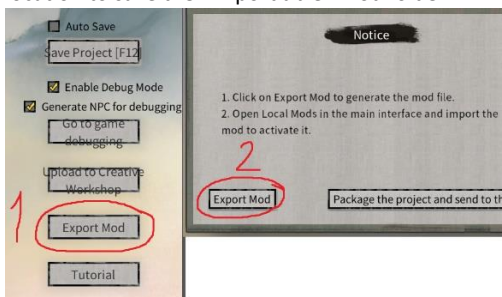 Auto Save
Save Project [F12]
Enable Debug Mode
Generate NPC for debugging
Go to game
debugging
Upload to Creative
Workshop
Export Mod
Tutorial
1
Notice
1. Click on Export Mod to generate the mod file.
2. Open Local Mods in the main interface and import the
mod to activate it.
2
Export Mod
Package the project and send to th